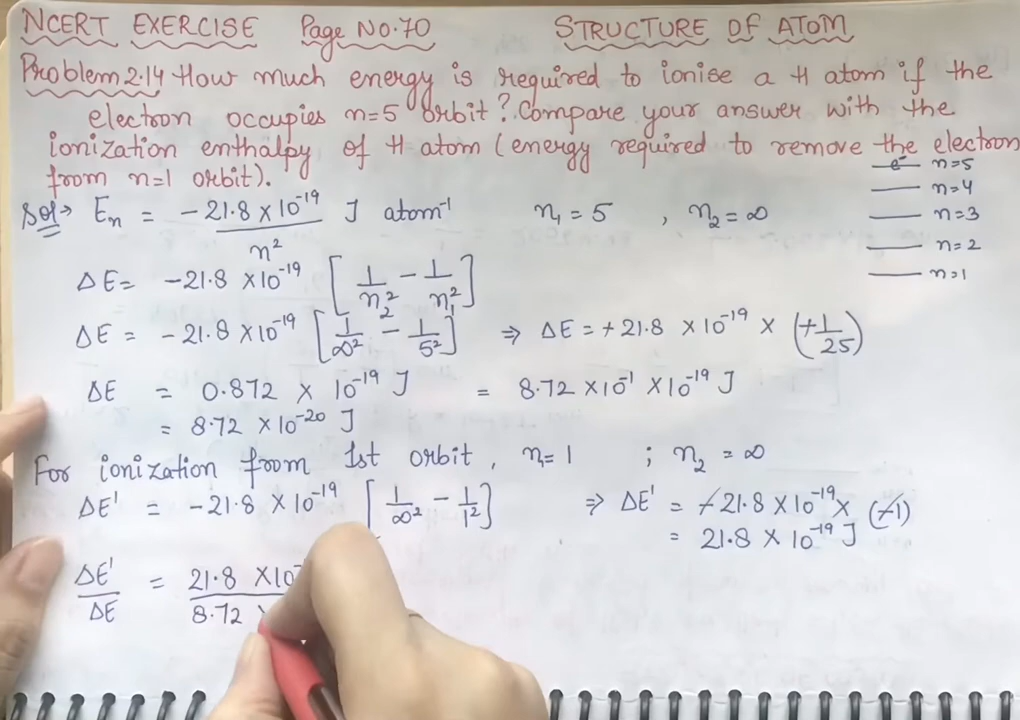 NCERT EXERCISE Page No.70 STRUCTURE OF ATOM
Problem 2.14 How much energy is required to ionise a H atom if the
electron occupies n=5 orbit? Compare your answer with the
ionization enthalpy of H atom (energy required to remove the electron
from n=1 orbit).
e⁻ n=5
n=4
n=3
n=2
n=1
Sol→ Eₙ = -21.8 × 10⁻¹⁹ / n² J atom⁻¹ n₁ = 5 , n₂ = ∞
ΔE = -21.8 × 10⁻¹⁹ [1/n₂² - 1/n₁²]
ΔE = -21.8 × 10⁻¹⁹ [1/∞² - 1/5²] ⇒ ΔE = +21.8 × 10⁻¹⁹ × (+1/25)
ΔE = 0.872 × 10⁻¹⁹ J = 8.72 × 10⁻¹ × 10⁻¹⁹ J
= 8.72 × 10⁻²⁰ J
For ionization from 1st orbit, n₁=1 ; n₂ = ∞
ΔE' = -21.8 × 10⁻¹⁹ [1/∞² - 1/1²] ⇒ ΔE' = -21.8 × 10⁻¹⁹ × (-1)
= 21.8 × 10⁻¹⁹ J
ΔE'/ΔE = 21.8 × 10⁻ / 8.72